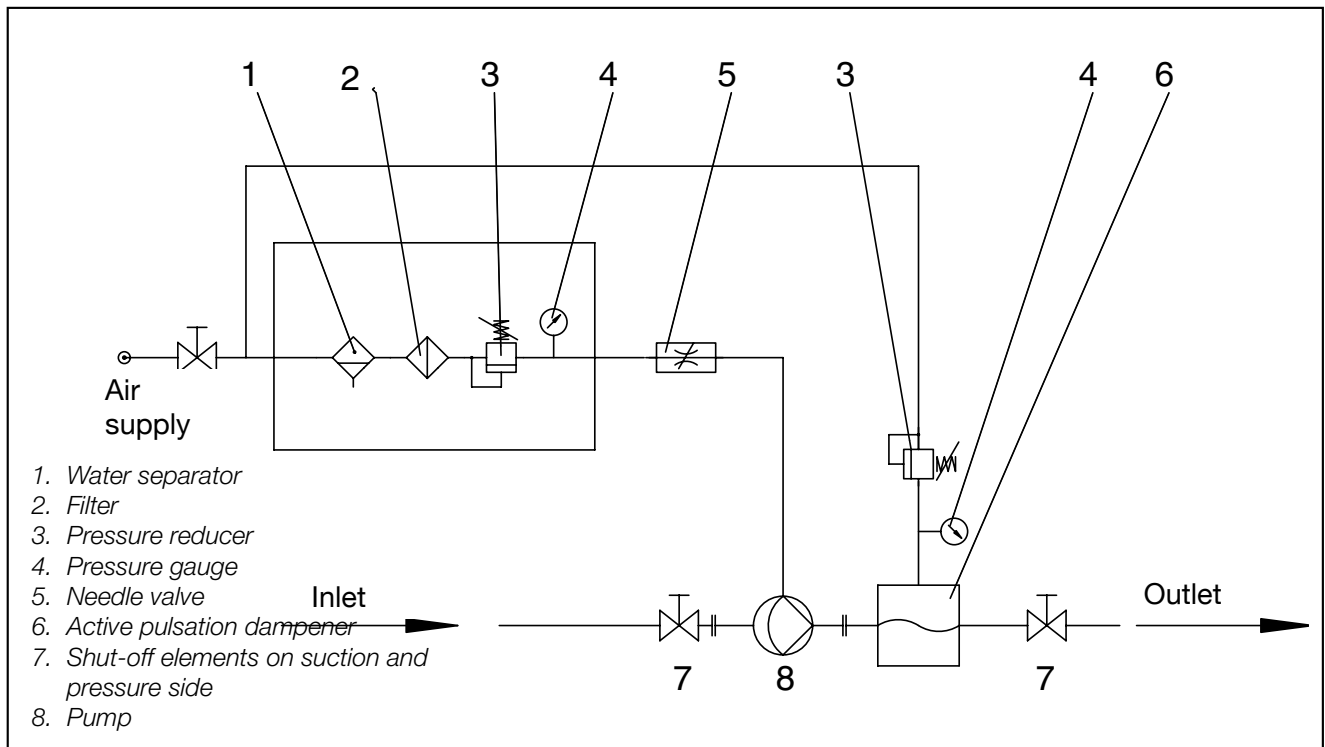 1 2 3 4 5 3 4 6
Air
supply
1. Water separator
2. Filter
3. Pressure reducer
4. Pressure gauge
5. Needle valve
6. Active pulsation dampener
7. Shut-off elements on suction and
pressure side
8. Pump
Inlet
Outlet
7 8 7